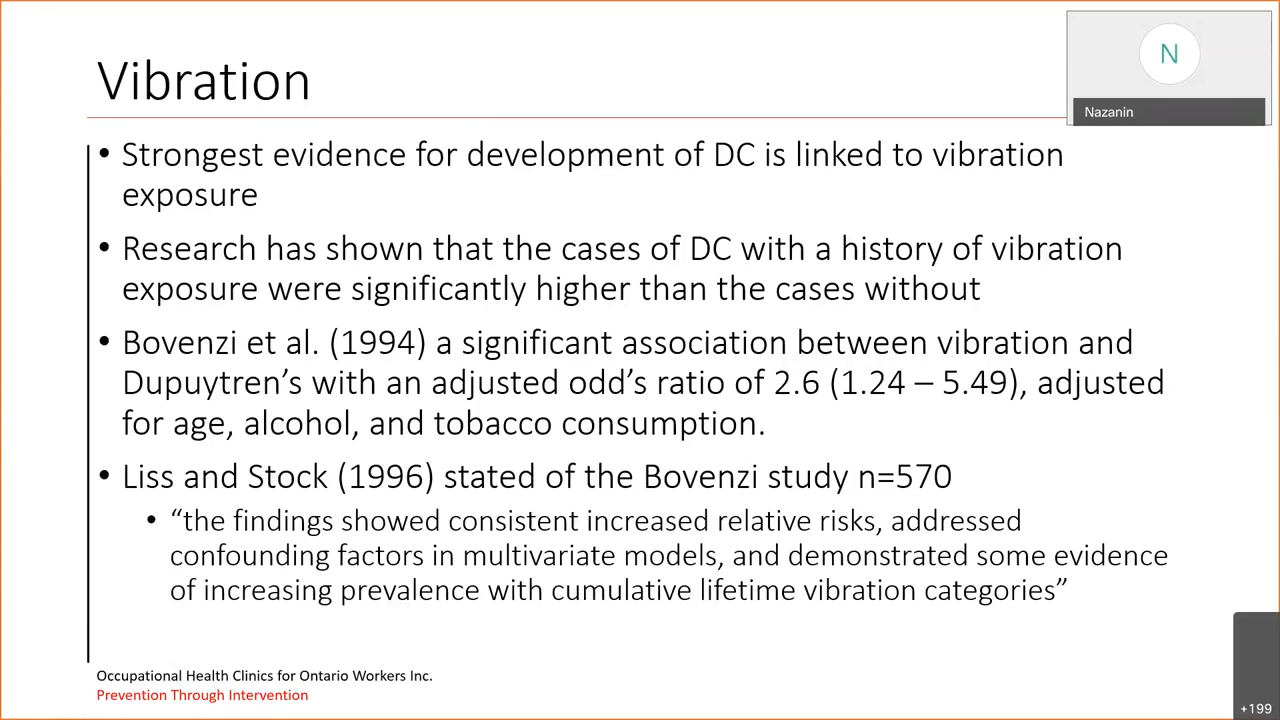 Vibration
N
Nazanin
• Strongest evidence for development of DC is linked to vibration
exposure
• Research has shown that the cases of DC with a history of vibration
exposure were significantly higher than the cases without
• Bovenzi et al. (1994) a significant association between vibration and
Dupuytren’s with an adjusted odd’s ratio of 2.6 (1.24 – 5.49), adjusted
for age, alcohol, and tobacco consumption.
• Liss and Stock (1996) stated of the Bovenzi study n=570
• “the findings showed consistent increased relative risks, addressed
confounding factors in multivariate models, and demonstrated some evidence
of increasing prevalence with cumulative lifetime vibration categories”
Occupational Health Clinics for Ontario Workers Inc.
Prevention Through Intervention
+199